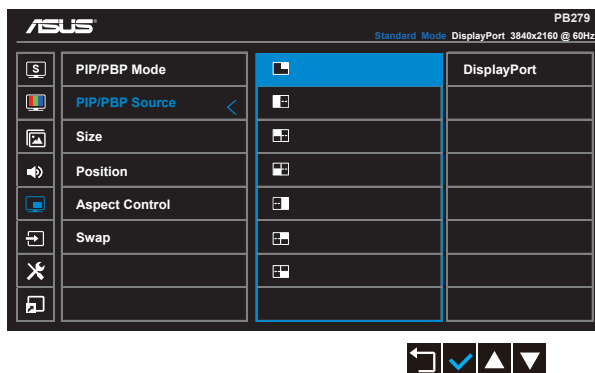 ASUS
PB279
Standard Mode DisplayPort 3840x2160 @ 60Hz
S
PIP/PBP Mode
DisplayPort
PIP/PBP Source
Size
Position
Aspect Control
Swap